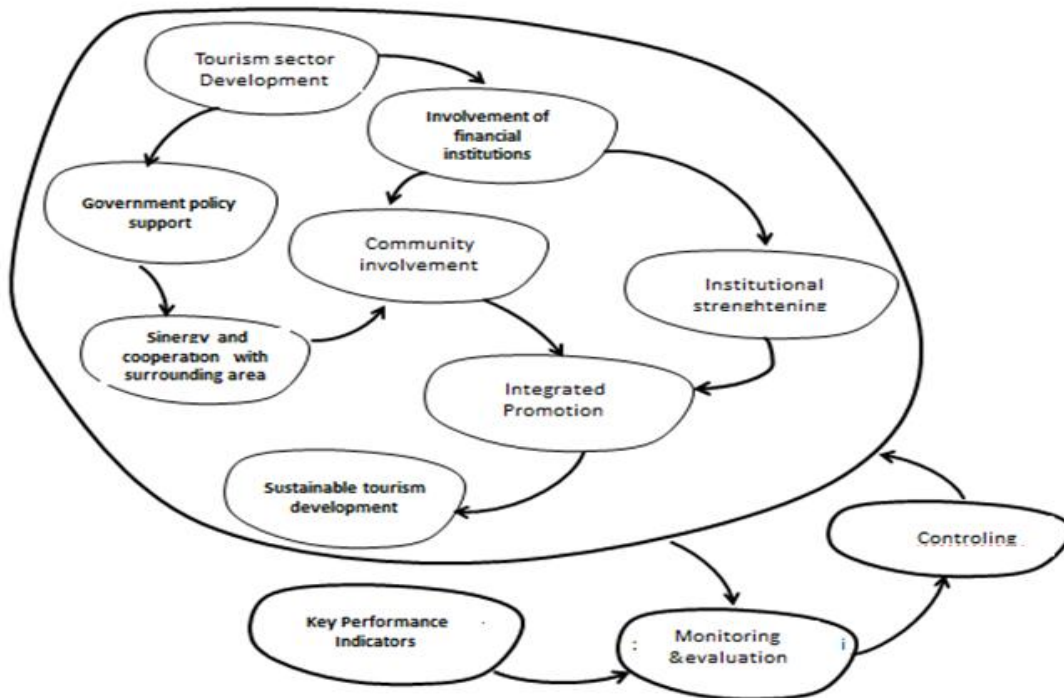 Tourism sector
Development
Involvement of
financial
institutions
Government policy
support
Community
involvement
Institutional
strenghtening
Sinergy and
cooperation with
surrounding area
Integrated
Promotion
Sustainable tourism
development
Controling
Key Performance
Indicators
Monitoring
&evaluation